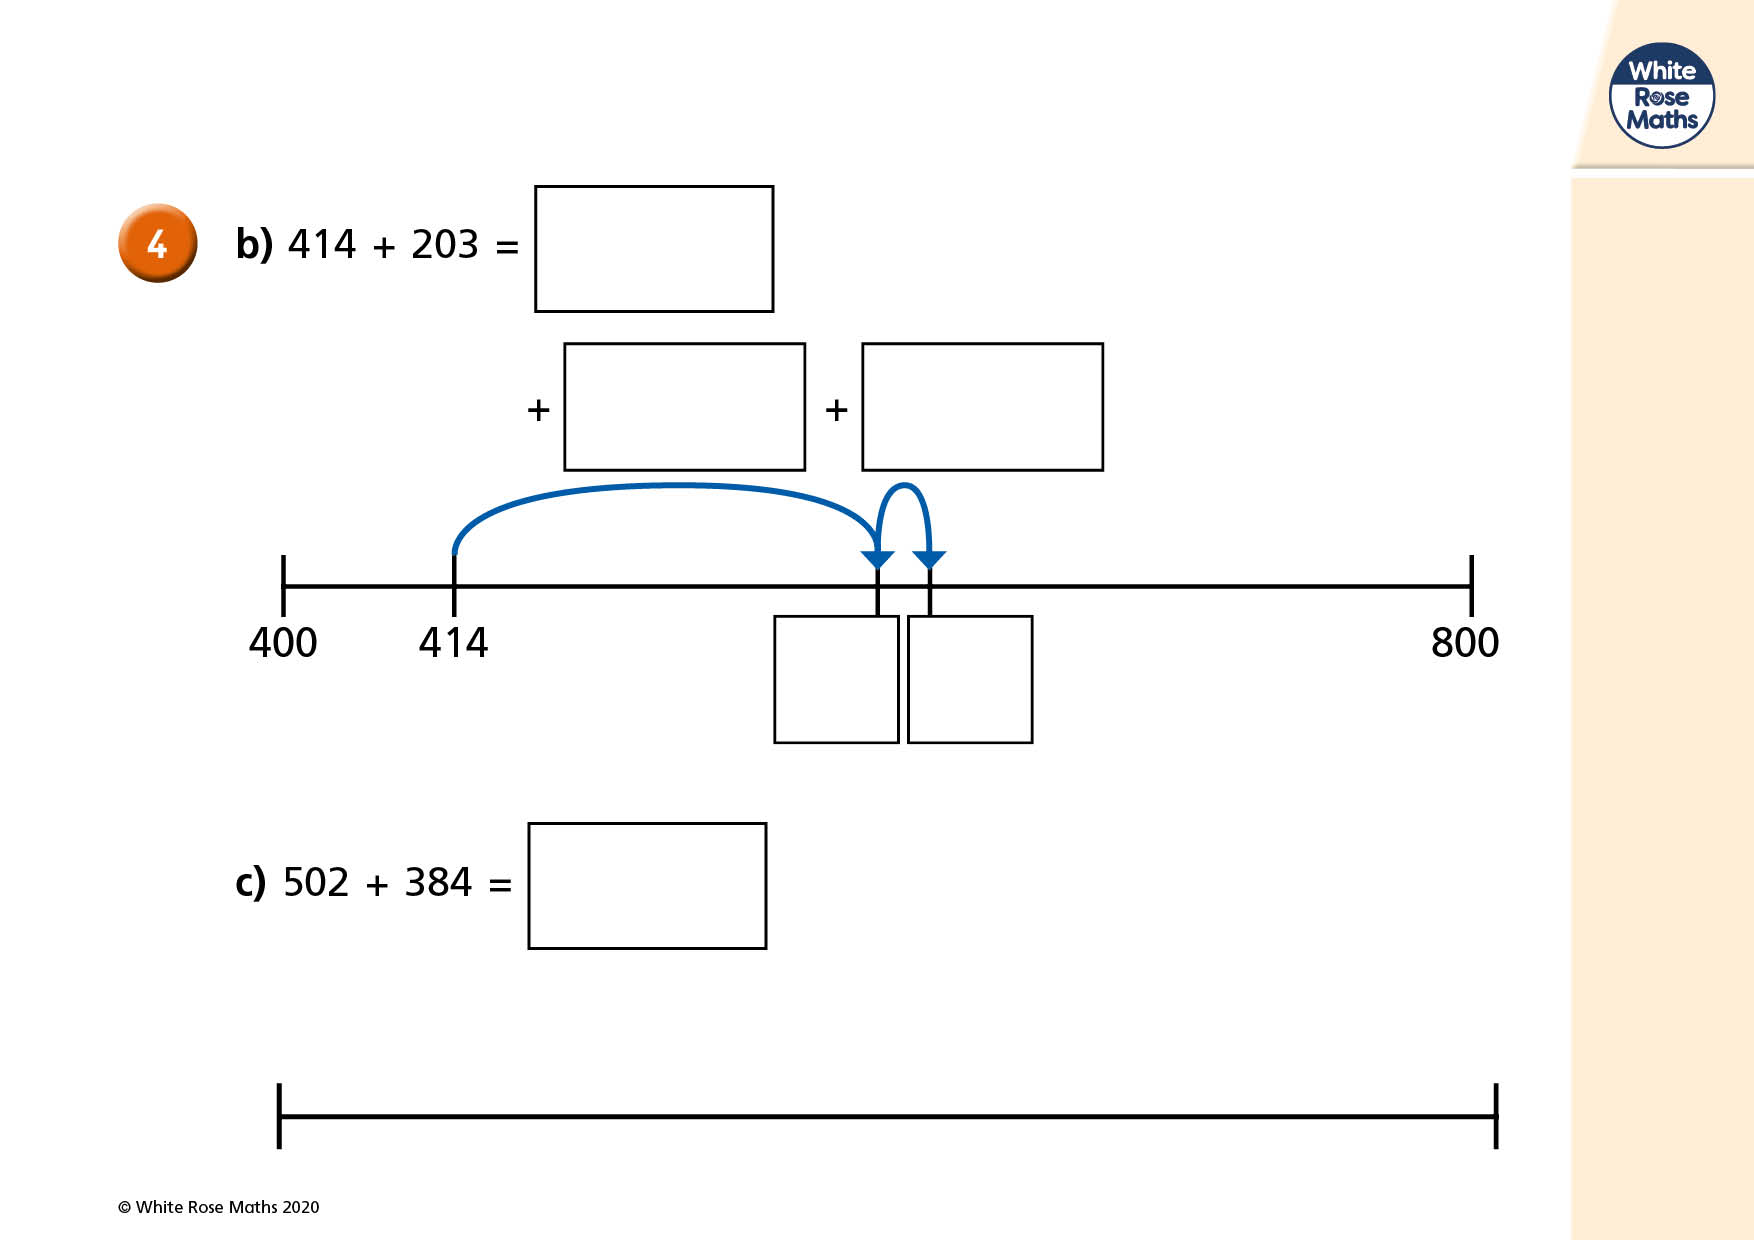 White
Rose
Maths
4 b) 414 + 203 =
+ +
400 414 800
c) 502 + 384 =
© White Rose Maths 2020